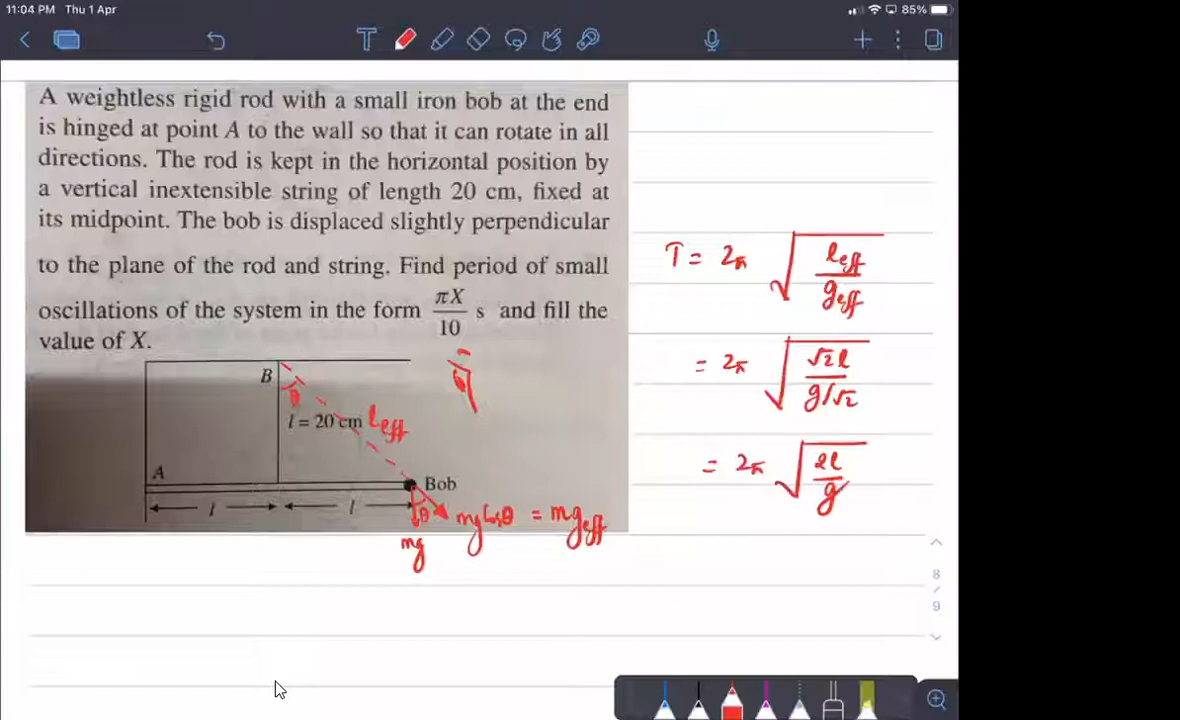 11:04 PM Thu 1 Apr
85%
A weightless rigid rod with a small iron bob at the end
is hinged at point A to the wall so that it can rotate in all
directions. The rod is kept in the horizontal position by
a vertical inextensible string of length 20 cm, fixed at
its midpoint. The bob is displaced slightly perpendicular
to the plane of the rod and string. Find period of small
oscillations of the system in the form πX/10 s and fill the
value of X.
B
θ
l = 20 cm
l_eff
A
Bob
l
l
θ
mg
mg Cosθ = mg_eff
T = 2π √(l_eff/g_eff)
= 2π √(√2l/g/√2)
= 2π √(2l/g)
8
/
9